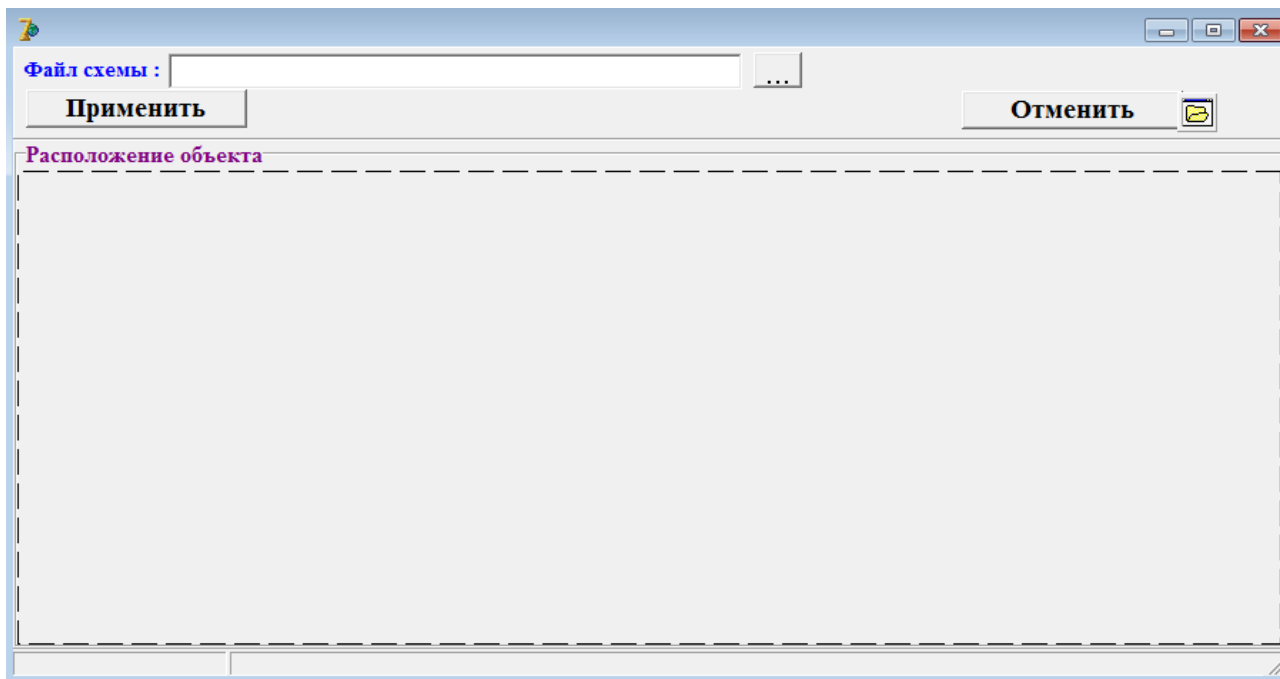 Файл схемы :
...
Применить
Отменить
Расположение объекта